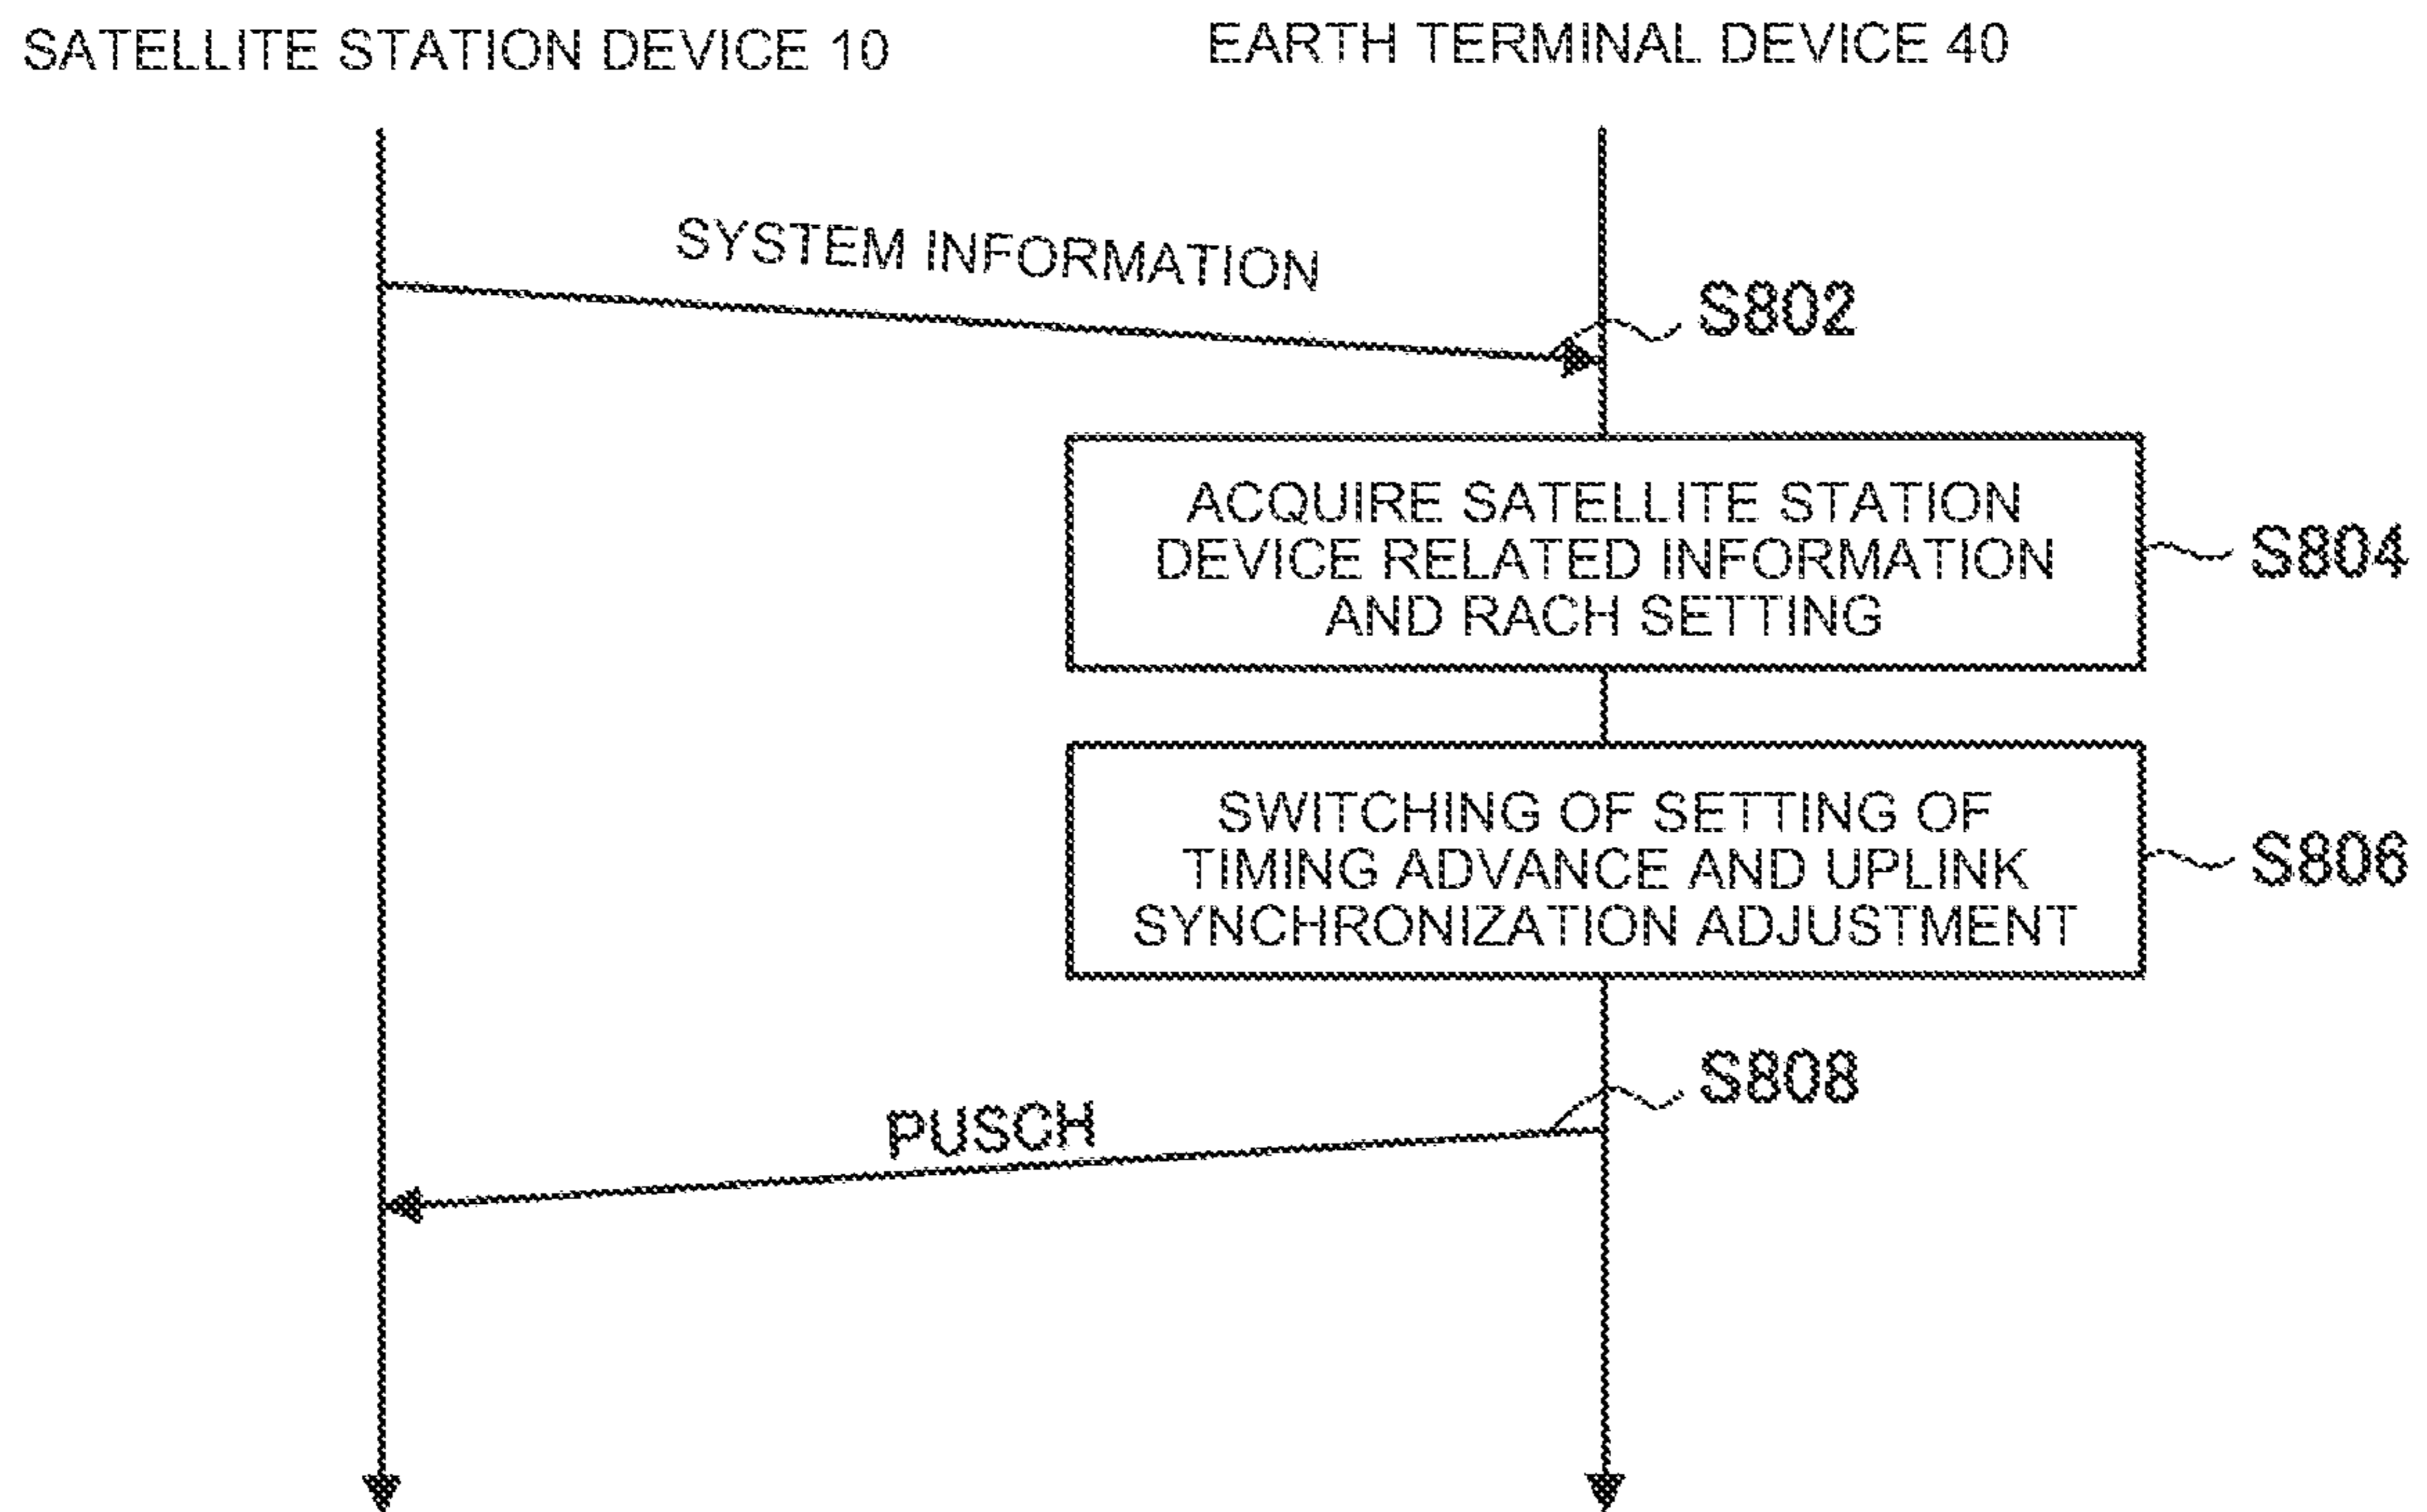 SATELLITE STATION DEVICE 10
EARTH TERMINAL DEVICE 40
SYSTEM INFORMATION
S802
ACQUIRE SATELLITE STATION
DEVICE RELATED INFORMATION
AND RACH SETTING
S804
SWITCHING OF SETTING OF
TIMING ADVANCE AND UPLINK
SYNCHRONIZATION ADJUSTMENT
S806
S808
PUSCH